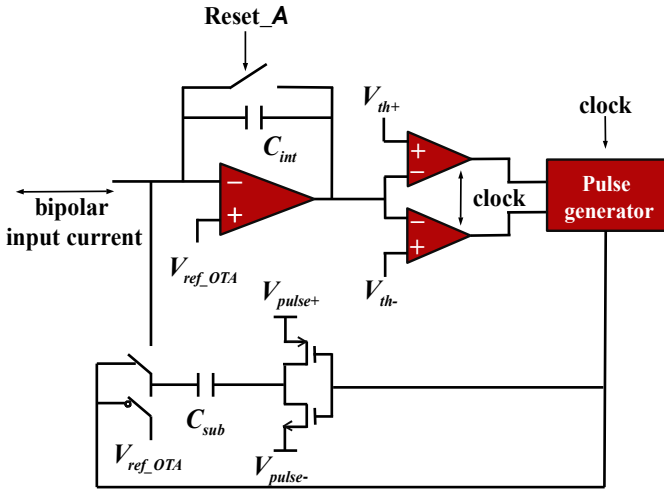 Reset_A
V_th+
clock
C_int
−
+
+
−
−
+
clock
Pulse
generator
bipolar
input current
V_ref_OTA
V_th-
V_pulse+
C_sub
V_ref_OTA
V_pulse-